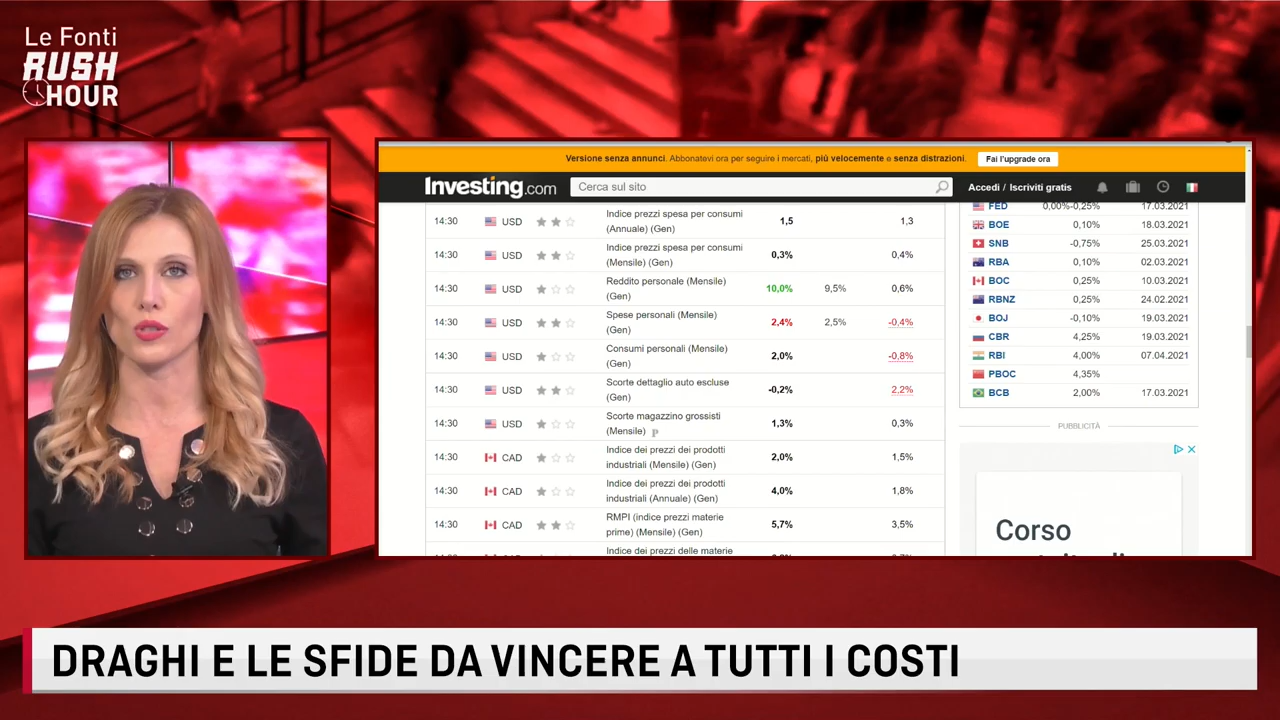 Le Fonti
RUSH
HOUR
Versione senza annunci. Abbonatevi ora per seguire i mercati, più velocemente e senza distrazioni. Fai l'upgrade ora
Investing.com Cerca sul sito Accedi / Iscriviti gratis
14:30 USD Indice prezzi spesa per consumi (Annuale) (Gen) 1,5 1,3
14:30 USD Indice prezzi spesa per consumi (Mensile) (Gen) 0,3% 0,4%
14:30 USD Reddito personale (Mensile) (Gen) 10,0% 9,5% 0,6%
14:30 USD Spese personali (Mensile) (Gen) 2,4% 2,5% -0,4%
14:30 USD Consumi personali (Mensile) (Gen) 2,0% -0,8%
14:30 USD Scorte dettaglio auto escluse (Gen) -0,2% 2,2%
14:30 USD Scorte magazzino grossisti (Mensile) P 1,3% 0,3%
14:30 CAD Indice dei prezzi dei prodotti industriali (Mensile) (Gen) 2,0% 1,5%
14:30 CAD Indice dei prezzi dei prodotti industriali (Annuale) (Gen) 4,0% 1,8%
14:30 CAD RMPI (indice prezzi materie prime) (Mensile) (Gen) 5,7% 3,5%
Indice dei prezzi delle materie
FED 0,00%-0,25% 17.03.2021
BOE 0,10% 18.03.2021
SNB -0,75% 25.03.2021
RBA 0,10% 02.03.2021
BOC 0,25% 10.03.2021
RBNZ 0,25% 24.02.2021
BOJ -0,10% 19.03.2021
CBR 4,25% 19.03.2021
RBI 4,00% 07.04.2021
PBOC 4,35%
BCB 2,00% 17.03.2021
PUBBLICITÀ
Corso
DRAGHI E LE SFIDE DA VINCERE A TUTTI I COSTI